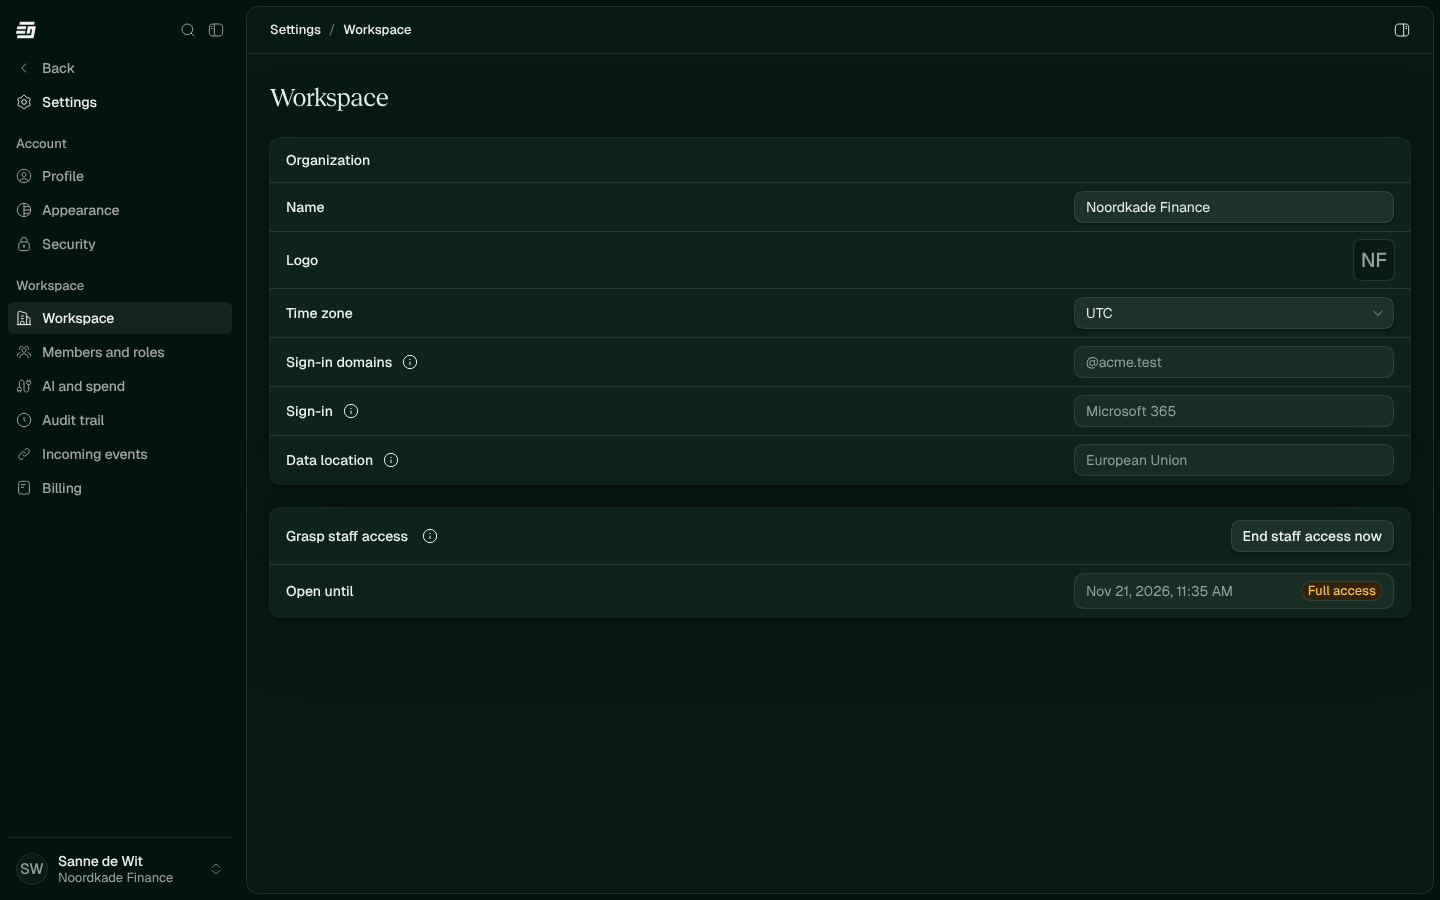 Settings / Workspace
Back
Settings
Account
Profile
Appearance
Security
Workspace
Workspace
Members and roles
AI and spend
Audit trail
Incoming events
Billing
Sanne de Wit
Noordkade Finance
SW
Workspace
Organization
Name
Noordkade Finance
Logo
NF
Time zone
UTC
Sign-in domains
@acme.test
Sign-in
Microsoft 365
Data location
European Union
Grasp staff access
End staff access now
Open until
Nov 21, 2026, 11:35 AM
Full access